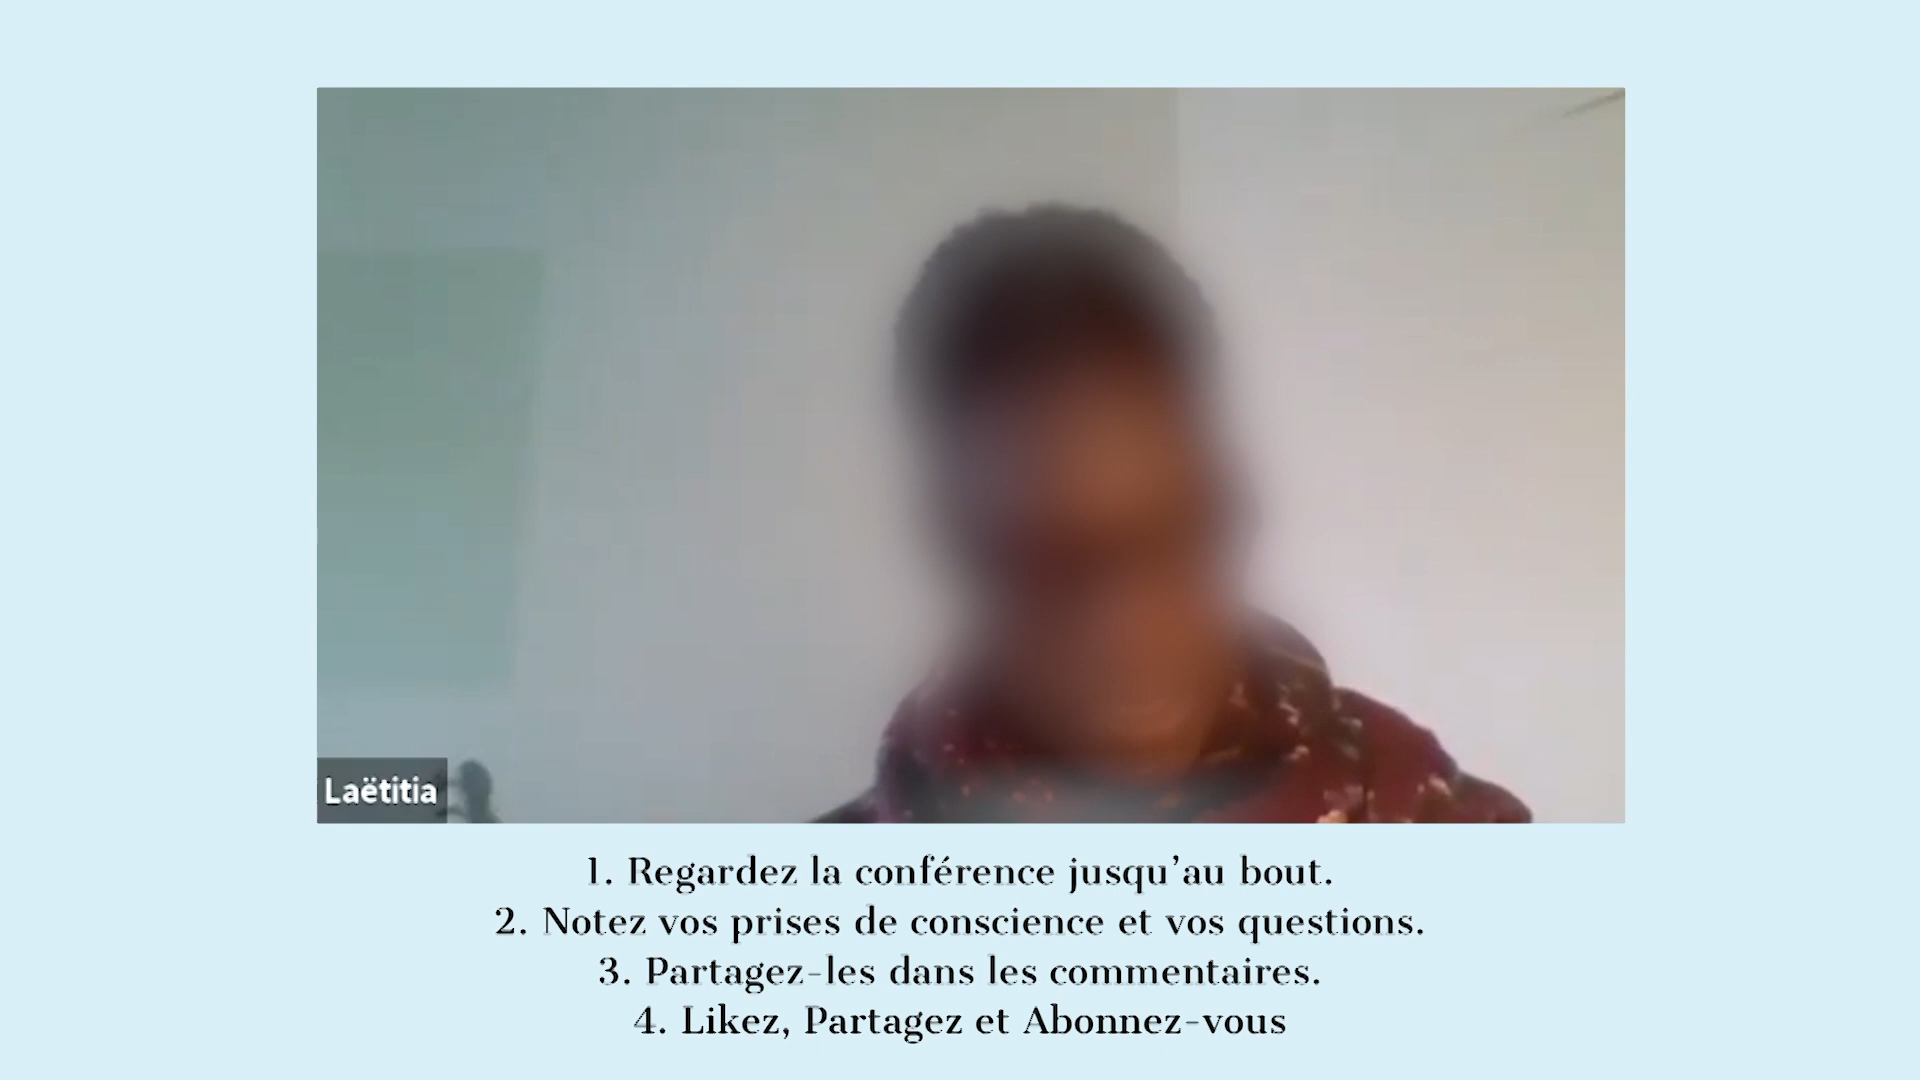 Laëtitia
1. Regardez la conférence jusqu’au bout.
2. Notez vos prises de conscience et vos questions.
3. Partagez-les dans les commentaires.
4. Likez, Partagez et Abonnez-vous